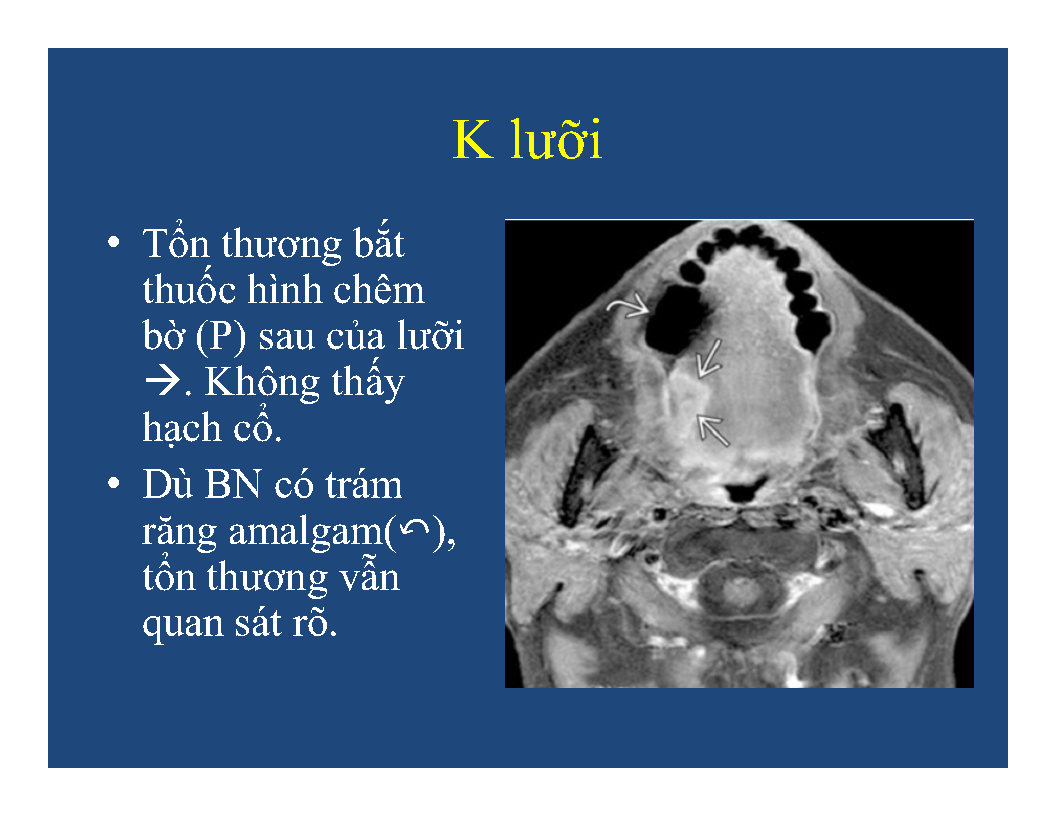 K lưỡi
• Tổn thương bắt
thuốc hình chêm
bờ (P) sau của lưỡi
→. Không thấy
hạch cổ.
• Dù BN có trám
răng amalgam(↶),
tổn thương vẫn
quan sát rõ.